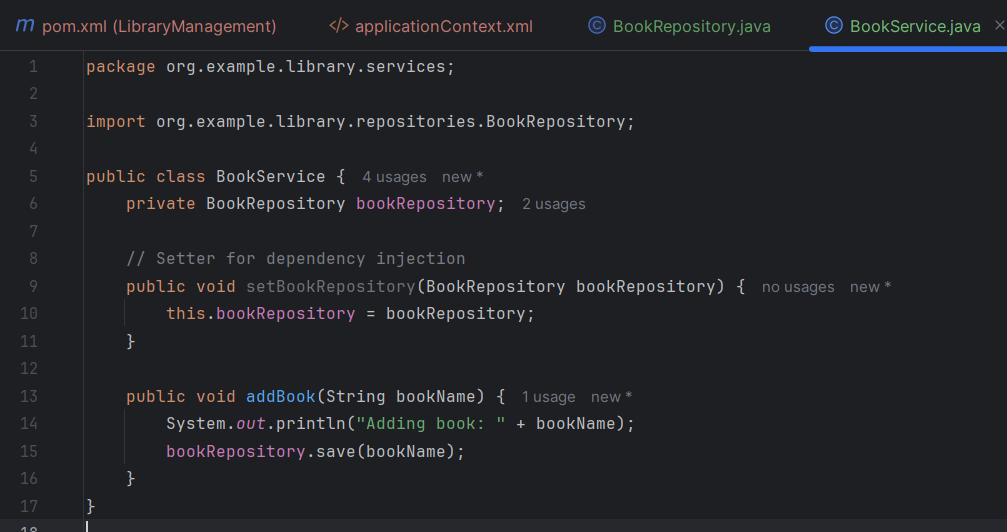 m pom.xml (LibraryManagement) </> applicationContext.xml © BookRepository.java © BookService.java ×
1 package org.example.library.services;
2
3 import org.example.library.repositories.BookRepository;
4
5 public class BookService { 4 usages new *
6 private BookRepository bookRepository; 2 usages
7
8 // Setter for dependency injection
9 public void setBookRepository(BookRepository bookRepository) { no usages new *
10 this.bookRepository = bookRepository;
11 }
12
13 public void addBook(String bookName) { 1 usage new *
14 System.out.println("Adding book: " + bookName);
15 bookRepository.save(bookName);
16 }
17 }
18